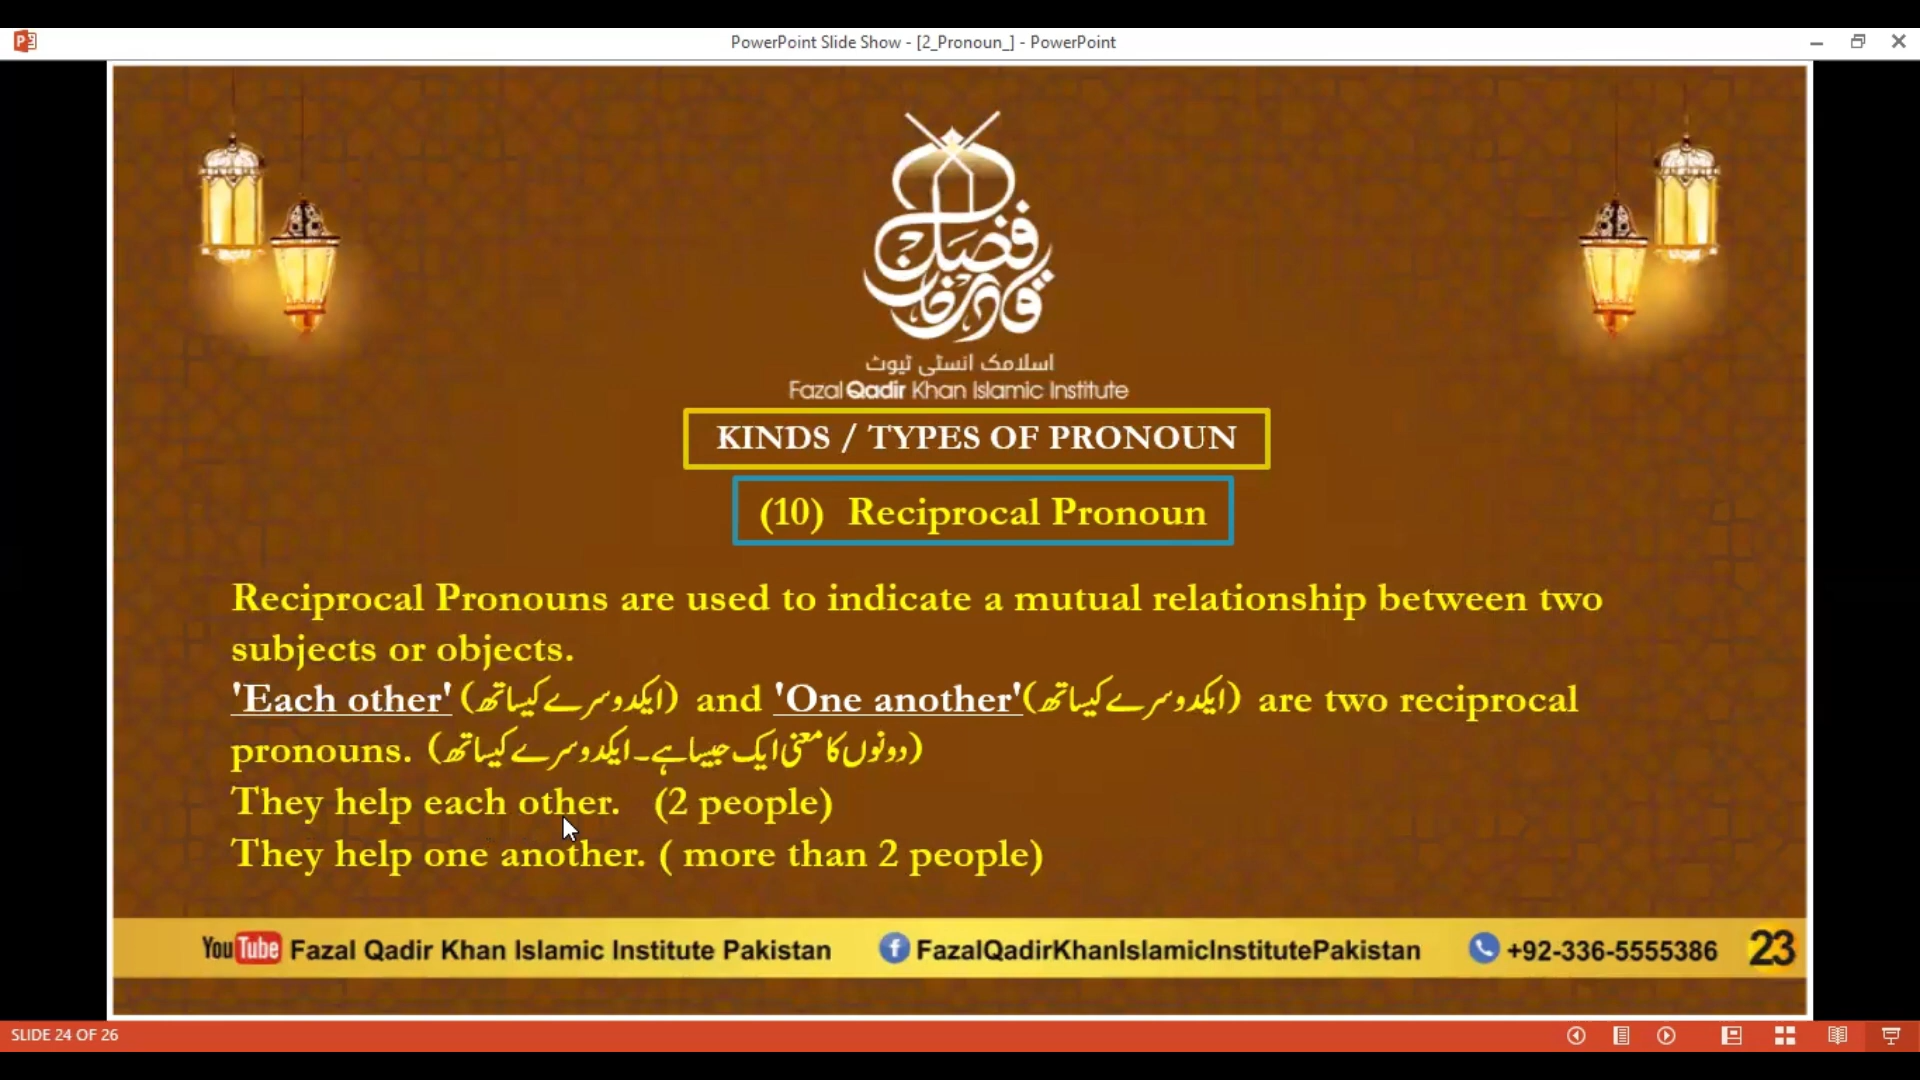 PowerPoint Slide Show - [2_Pronoun_] - PowerPoint
فضل قادر خان
اسلامک انسٹی ٹیوٹ
Fazal Qadir Khan Islamic Institute
KINDS / TYPES OF PRONOUN
(10) Reciprocal Pronoun
Reciprocal Pronouns are used to indicate a mutual relationship between two
subjects or objects.
'Each other' (ایکدوسرے کیساتھ) and 'One another'(ایکدوسرے کیساتھ) are two reciprocal
pronouns. (دونوں کا معنی ایک جیسا ہے۔ ایکدوسرے کیساتھ)
They help each other. (2 people)
They help one another. ( more than 2 people)
YouTube Fazal Qadir Khan Islamic Institute Pakistan f FazalQadirKhanIslamicInstitutePakistan +92-336-5555386 23
SLIDE 24 OF 26